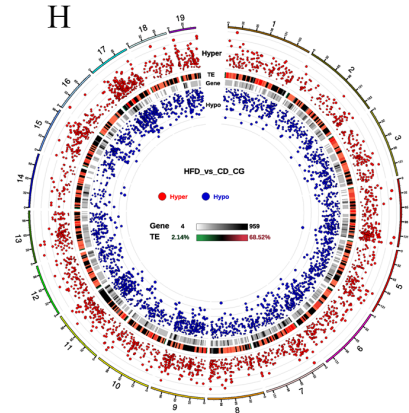 H
19
18
17
16
15
14
13
12
11
10
9
8
7
6
5
4
3
2
1
Hyper
TE
Gene
Hypo
HFD_vs_CD_CG
Hyper Hypo
Gene 4 959
TE 2.14% 68.52%